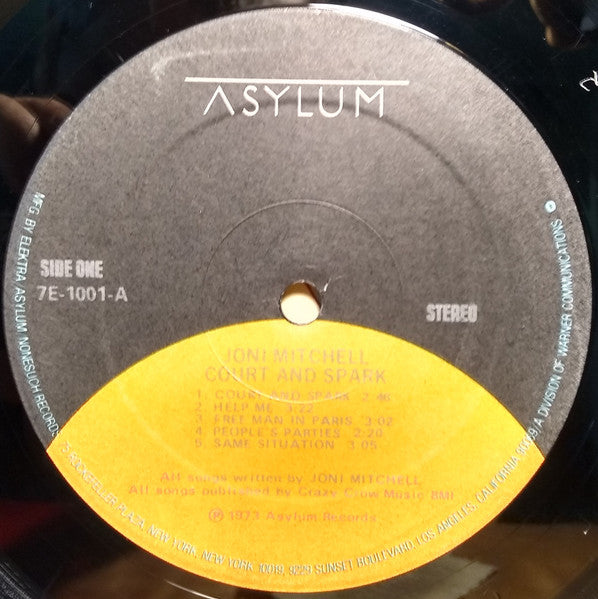 ASYLUM
SIDE ONE
7E-1001-A
STEREO
JONI MITCHELL
COURT AND SPARK
1. COURT AND SPARK 2:46
2. HELP ME 3:22
3. FREE MAN IN PARIS 3:02
4. PEOPLE'S PARTIES 2:20
5. SAME SITUATION 3:05
All songs written by JONI MITCHELL
All songs published by Crazy Crow Music BMI
℗ 1973 Asylum Records
MFG. BY ELEKTRA/ASYLUM/NONESUCH RECORDS, 15 ROCKEFELLER PLAZA, NEW YORK, NEW YORK 10019, 9229 SUNSET BOULEVARD, LOS ANGELES, CALIFORNIA 90069/A DIVISION OF WARNER COMMUNICATIONS